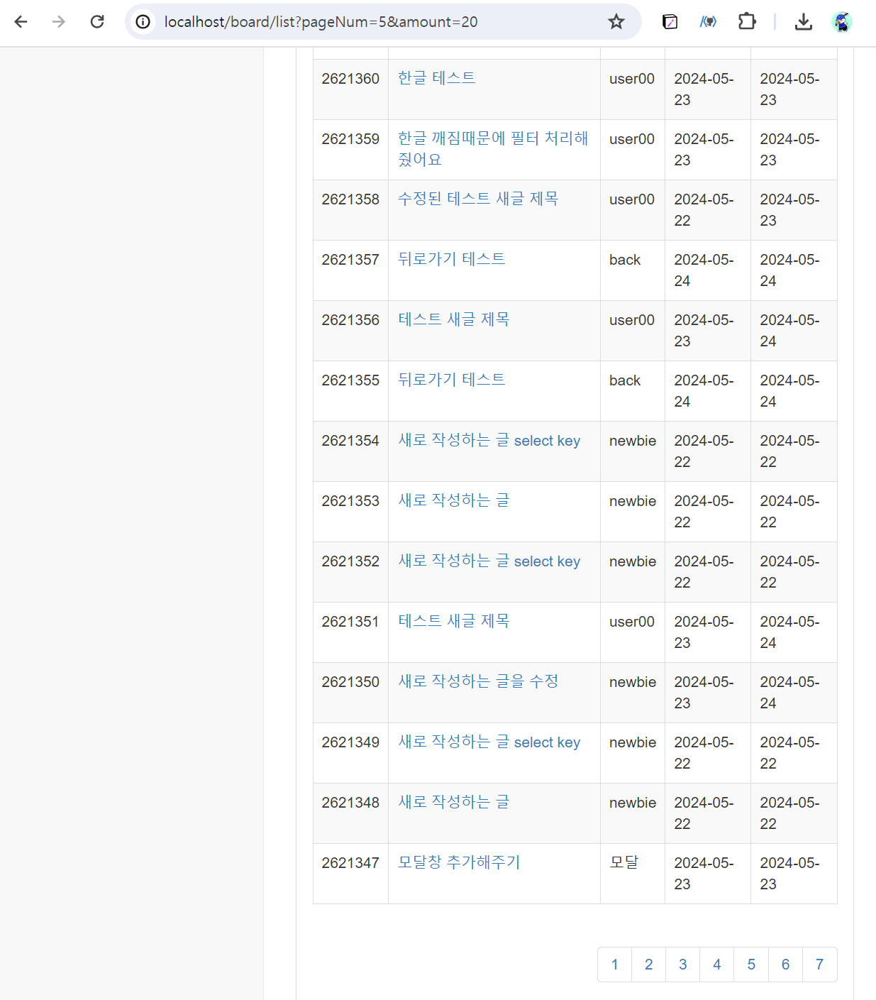 localhost/board/list?pageNum=5&amount=20
2621360 한글 테스트 user00 2024-05- 2024-05-
23 23
2621359 한글 깨짐때문에 필터 처리해 user00 2024-05- 2024-05-
줬어요 23 23
2621358 수정된 테스트 새글 제목 user00 2024-05- 2024-05-
22 23
2621357 뒤로가기 테스트 back 2024-05- 2024-05-
24 24
2621356 테스트 새글 제목 user00 2024-05- 2024-05-
23 24
2621355 뒤로가기 테스트 back 2024-05- 2024-05-
24 24
2621354 새로 작성하는 글 select key newbie 2024-05- 2024-05-
22 22
2621353 새로 작성하는 글 newbie 2024-05- 2024-05-
22 22
2621352 새로 작성하는 글 select key newbie 2024-05- 2024-05-
22 22
2621351 테스트 새글 제목 user00 2024-05- 2024-05-
23 24
2621350 새로 작성하는 글을 수정 newbie 2024-05- 2024-05-
23 24
2621349 새로 작성하는 글 select key newbie 2024-05- 2024-05-
22 22
2621348 새로 작성하는 글 newbie 2024-05- 2024-05-
22 22
2621347 모달창 추가해주기 모달 2024-05- 2024-05-
23 23
1 2 3 4 5 6 7